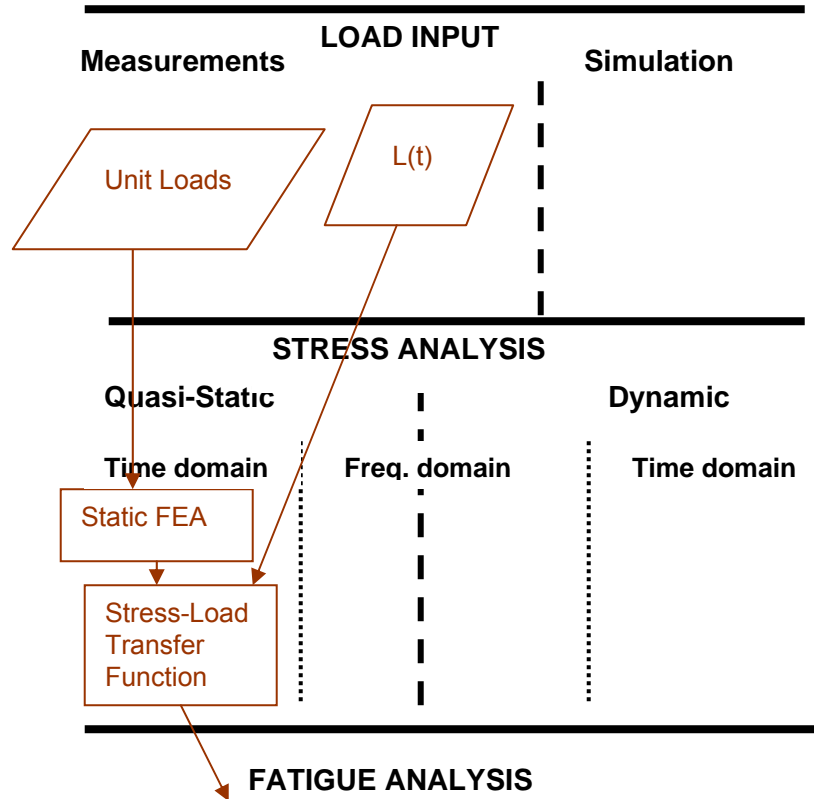 LOAD INPUT
Measurements
Simulation
Unit Loads
L(t)
STRESS ANALYSIS
Quasi-Static
Dynamic
Time domain
Freq. domain
Time domain
Static FEA
Stress-Load
Transfer
Function
FATIGUE ANALYSIS